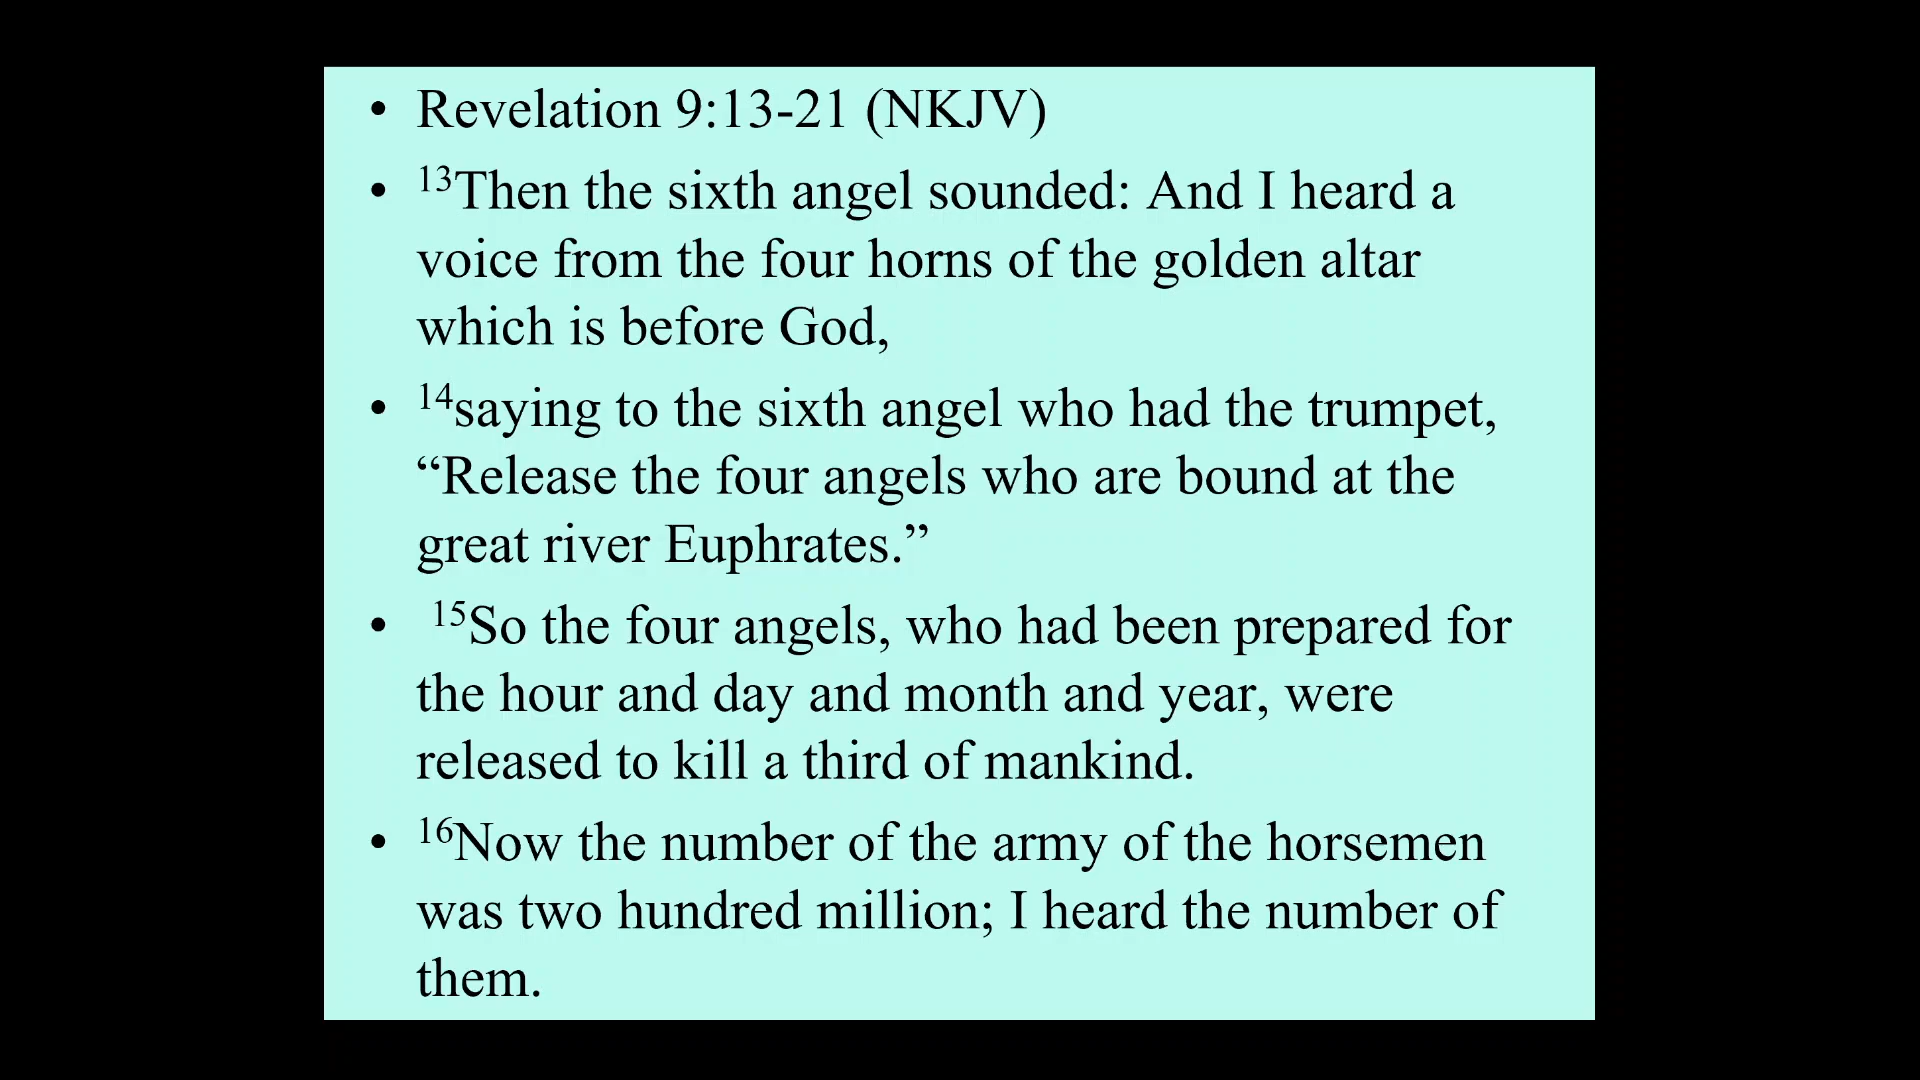 • Revelation 9:13-21 (NKJV)
• 13Then the sixth angel sounded: And I heard a
voice from the four horns of the golden altar
which is before God,
• 14saying to the sixth angel who had the trumpet,
“Release the four angels who are bound at the
great river Euphrates.”
• 15So the four angels, who had been prepared for
the hour and day and month and year, were
released to kill a third of mankind.
• 16Now the number of the army of the horsemen
was two hundred million; I heard the number of
them.